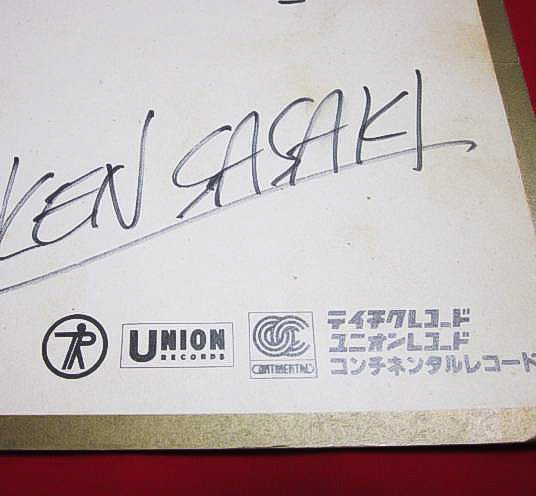 KEN SASAKI
UNION
RECORDS
CONTINENTAL
テイチクレコード
ユニオンレコード
コンチネンタルレコード